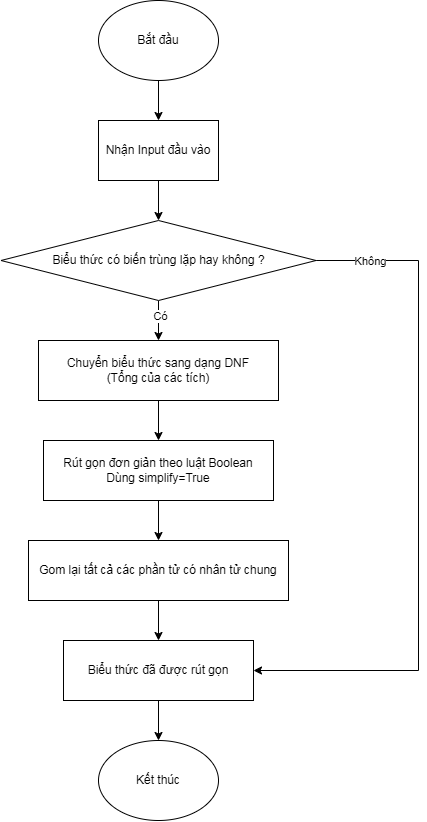 Bắt đầu
Nhận Input đầu vào
Biểu thức có biến trùng lặp hay không ?
Không
Có
Chuyển biểu thức sang dạng DNF
(Tổng của các tích)
Rút gọn đơn giản theo luật Boolean
Dùng simplify=True
Gom lại tất cả các phần tử có nhân tử chung
Biểu thức đã được rút gọn
Kết thúc